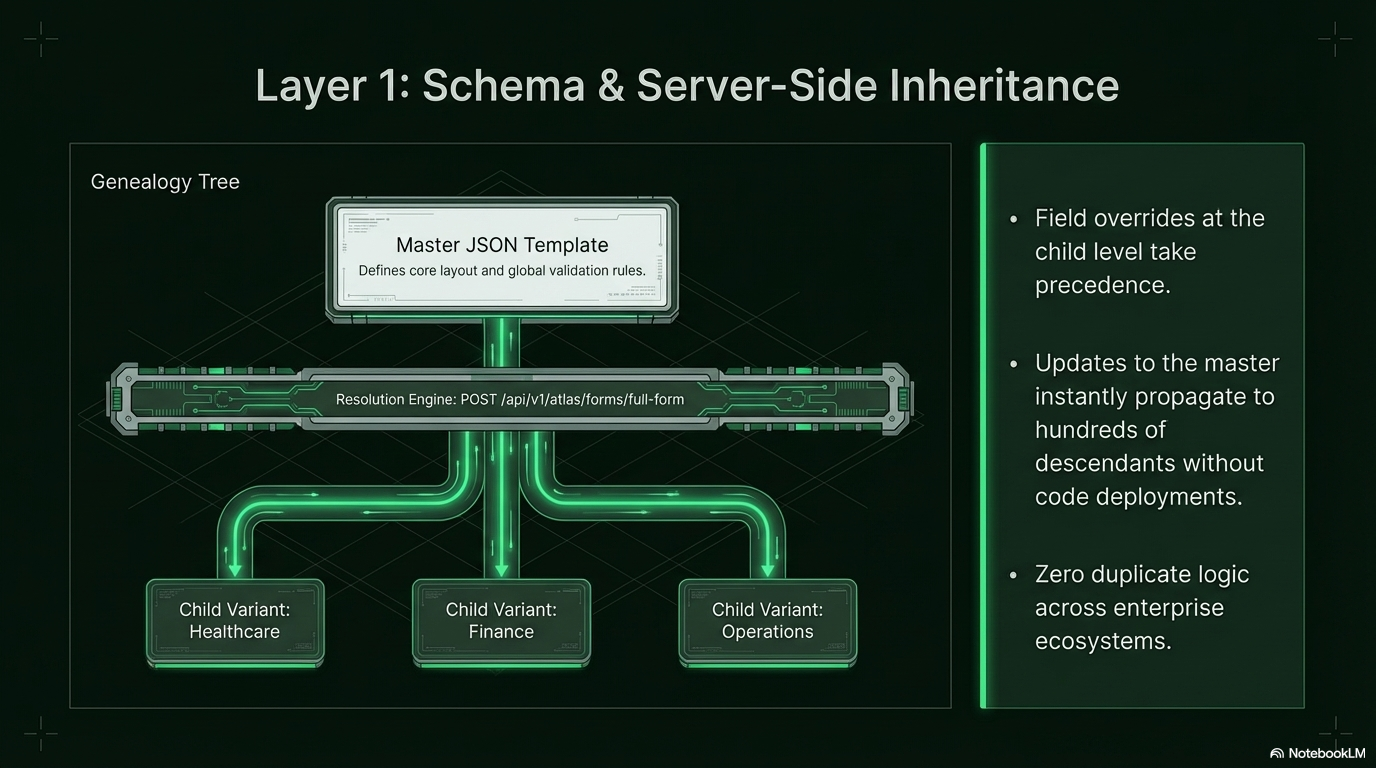 Layer 1: Schema & Server-Side Inheritance
Genealogy Tree
Master JSON Template
Defines core layout and global validation rules.
Resolution Engine: POST /api/v1/atlas/forms/full-form
Child Variant:
Healthcare
Child Variant:
Finance
Child Variant:
Operations
• Field overrides at the
child level take
precedence.
• Updates to the master
instantly propagate to
hundreds of
descendants without
code deployments.
• Zero duplicate logic
across enterprise
ecosystems.
NotebookLM